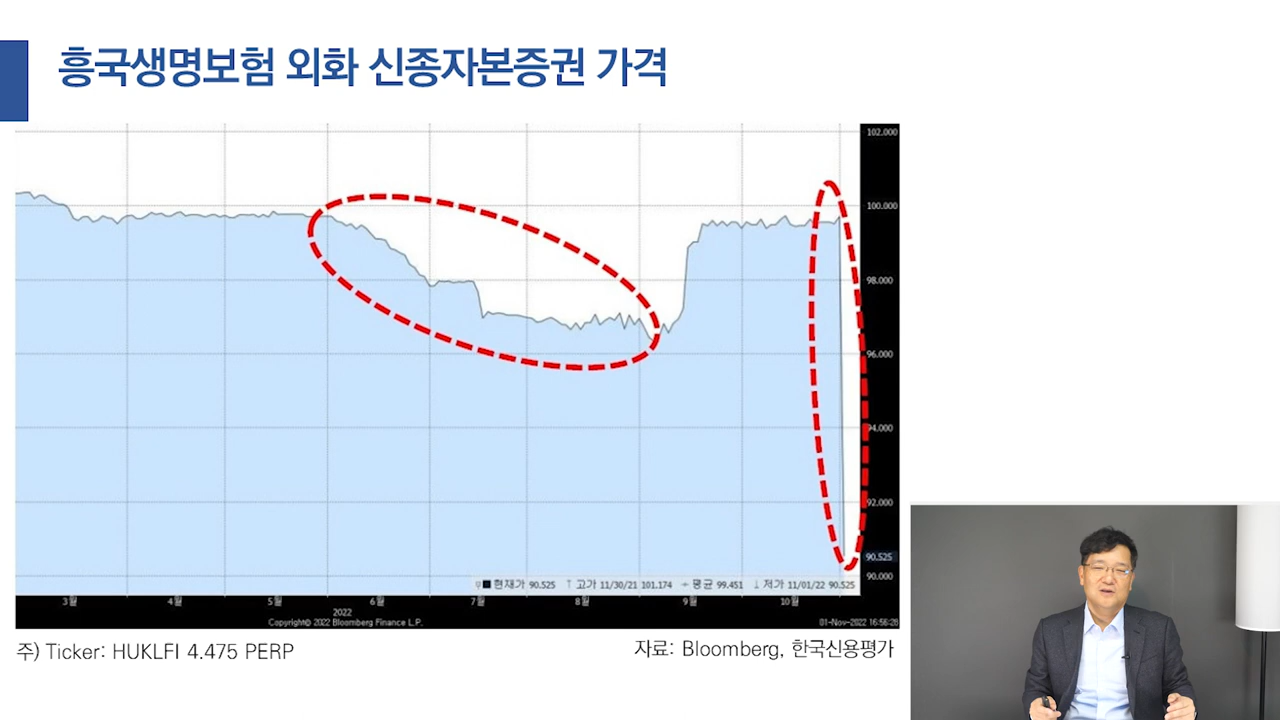 흥국생명보험 외화 신종자본증권 가격
102.000
100.000
98.000
96.000
94.000
92.000
90.525
90.000
현재가 90.525 ↑ 고가 11/30/21 101.174 평균 99.451 ↓ 저가 11/01/22 90.525
3월 4월 5월 6월 7월 8월 9월 10월
2022
Copyright© 2022 Bloomberg Finance L.P. 01-Nov-2022 16:56:28
주) Ticker: HUKLFI 4.475 PERP 자료: Bloomberg, 한국신용평가